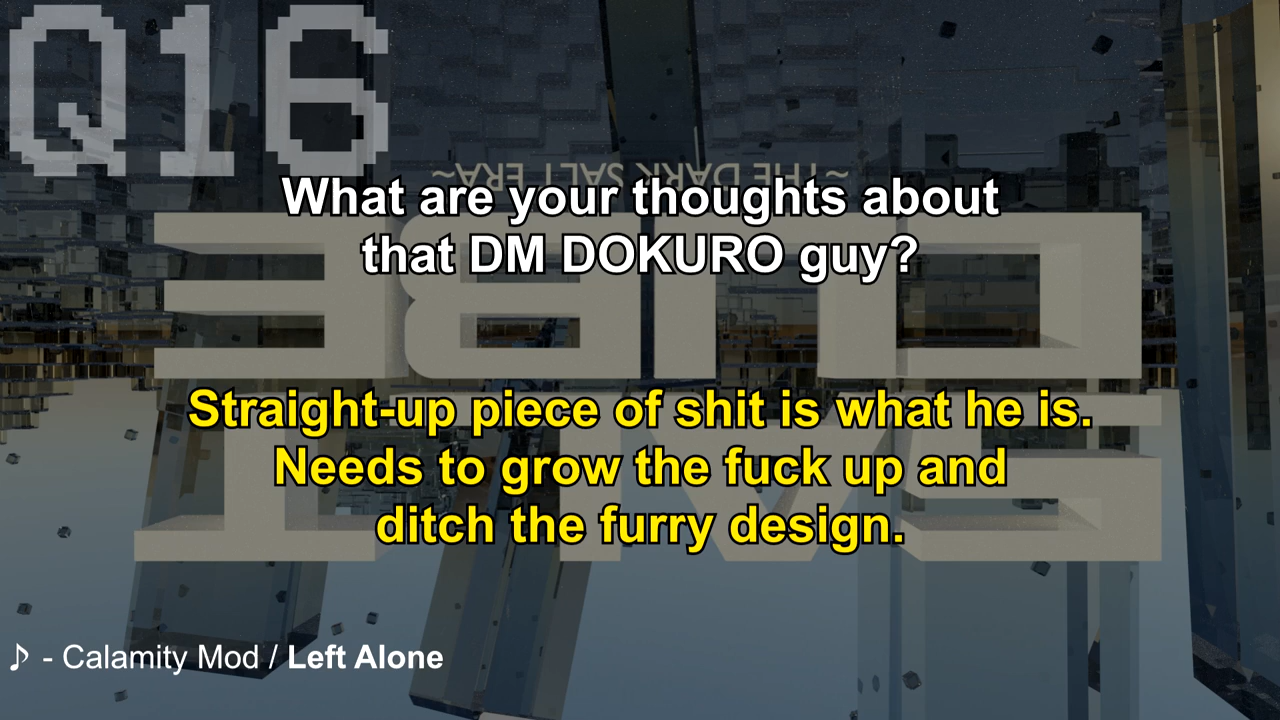 Q16
~THE DARK SALT ERA~
What are your thoughts about
that DM DOKURO guy?
CUBE
Straight-up piece of shit is what he is.
Needs to grow the fuck up and
ditch the furry design.
SALT
♪ - Calamity Mod / Left Alone